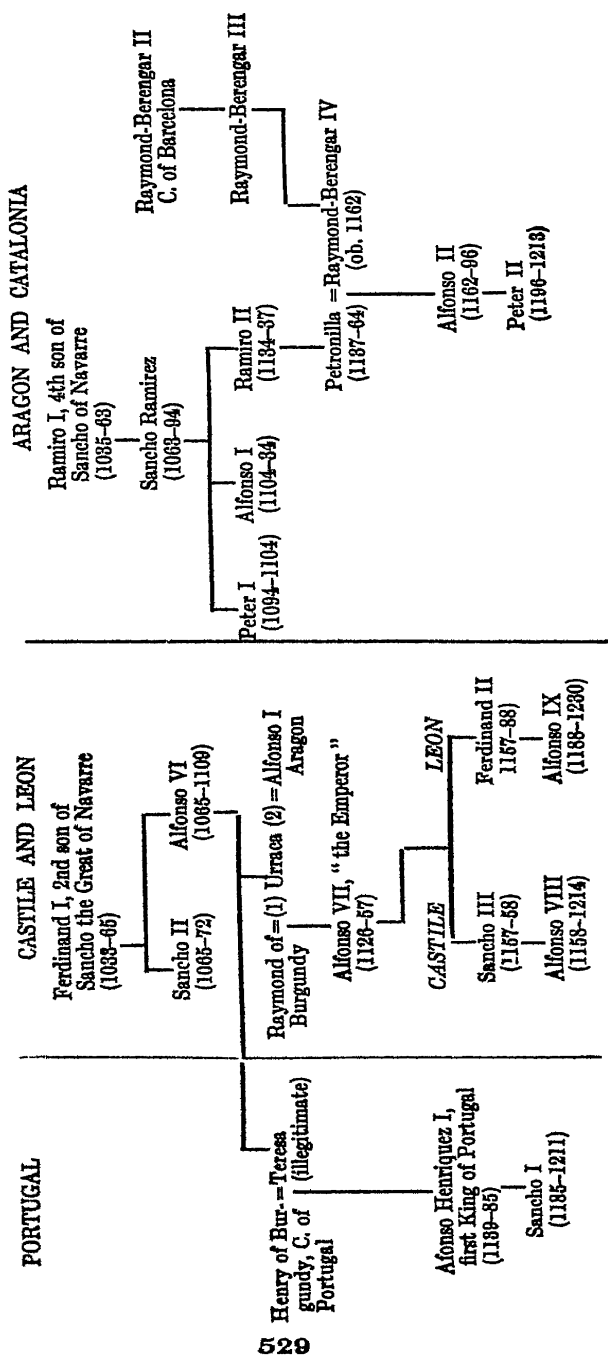 PORTUGAL
Henry of Bur-=Teresa
gundy, C. of (illegitimate)
Portugal
Afonso Henriquez I,
first King of Portugal
(1139–85)
Sancho I
(1185–1211)
CASTILE AND LEON
Ferdinand I, 2nd son of
Sancho the Great of Navarre
(1033–65)
Sancho II
(1065–72)
Alfonso VI
(1065–1109)
Raymond of = (1) Urraca (2) = Alfonso I
Burgundy Aragon
Alfonso VII, “the Emperor”
(1126–57)
CASTILE
LEON
Sancho III
(1157–58)
Ferdinand II
1157–88)
Alfonso VIII
(1158–1214)
Alfonso IX
(1188–1230)
ARAGON AND CATALONIA
Ramiro I, 4th son of
Sancho of Navarre
(1035–63)
Raymond-Berengar II
C. of Barcelona
Sancho Ramirez
(1063–94)
Raymond-Berengar III
Peter I
(1094–1104)
Alfonso I
(1104–34)
Ramiro II
(1134–37)
Petronilla = Raymond-Berengar IV
(1137–64) (ob. 1162)
Alfonso II
(1162–96)
Peter II
(1196–1213)
529